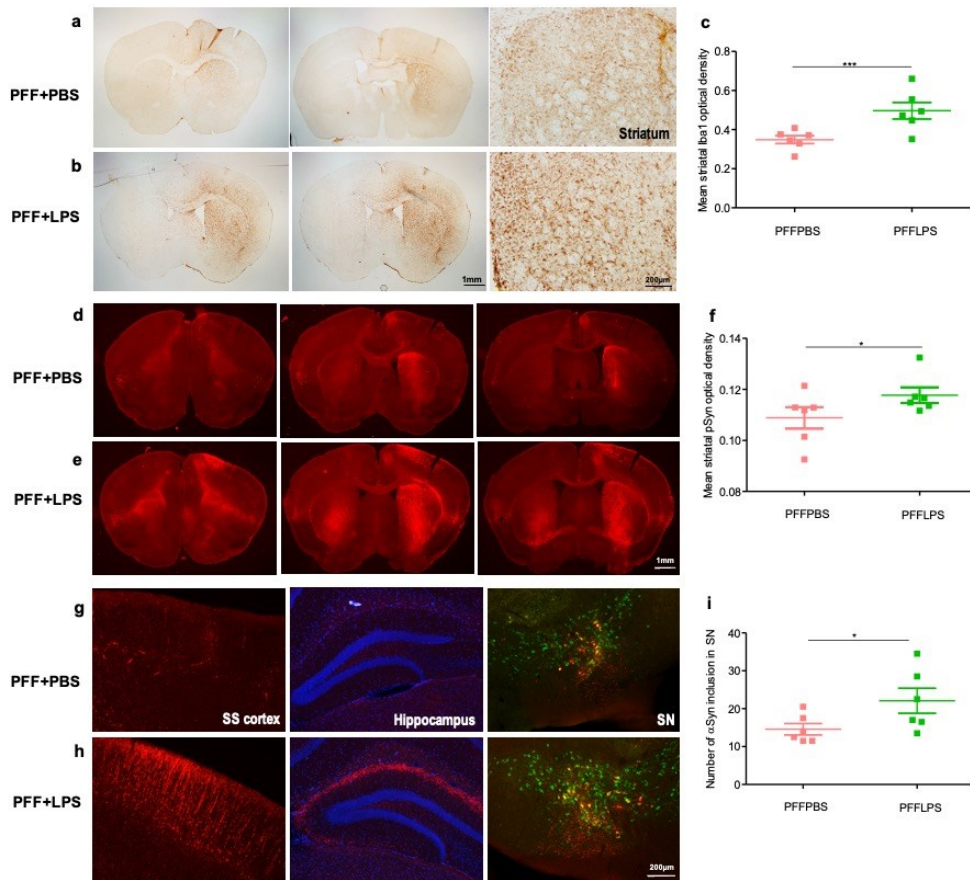 a
PFF+PBS
Striatum
b
PFF+LPS
1mm
200µm
c
Mean striatal Iba1 optical density
0.8
0.6
0.4
0.2
0.0
***
PFFPBS
PFFLPS
d
PFF+PBS
e
PFF+LPS
1mm
f
Mean striatal pSyn optical density
0.14
0.12
0.10
0.08
*
PFFPBS
PFFLPS
g
PFF+PBS
SS cortex
Hippocampus
SN
h
PFF+LPS
200µm
i
Number of αSyn inclusion in SN
40
30
20
10
0
*
PFFPBS
PFFLPS